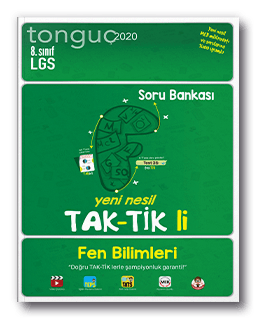 tonguç 2020
8. sınıf
LGS
Soru Bankası
yeni nesil
TAK-TİK li
Fen Bilimleri
"Doğru TAK-TİK lerle şampiyonluk garanti!"